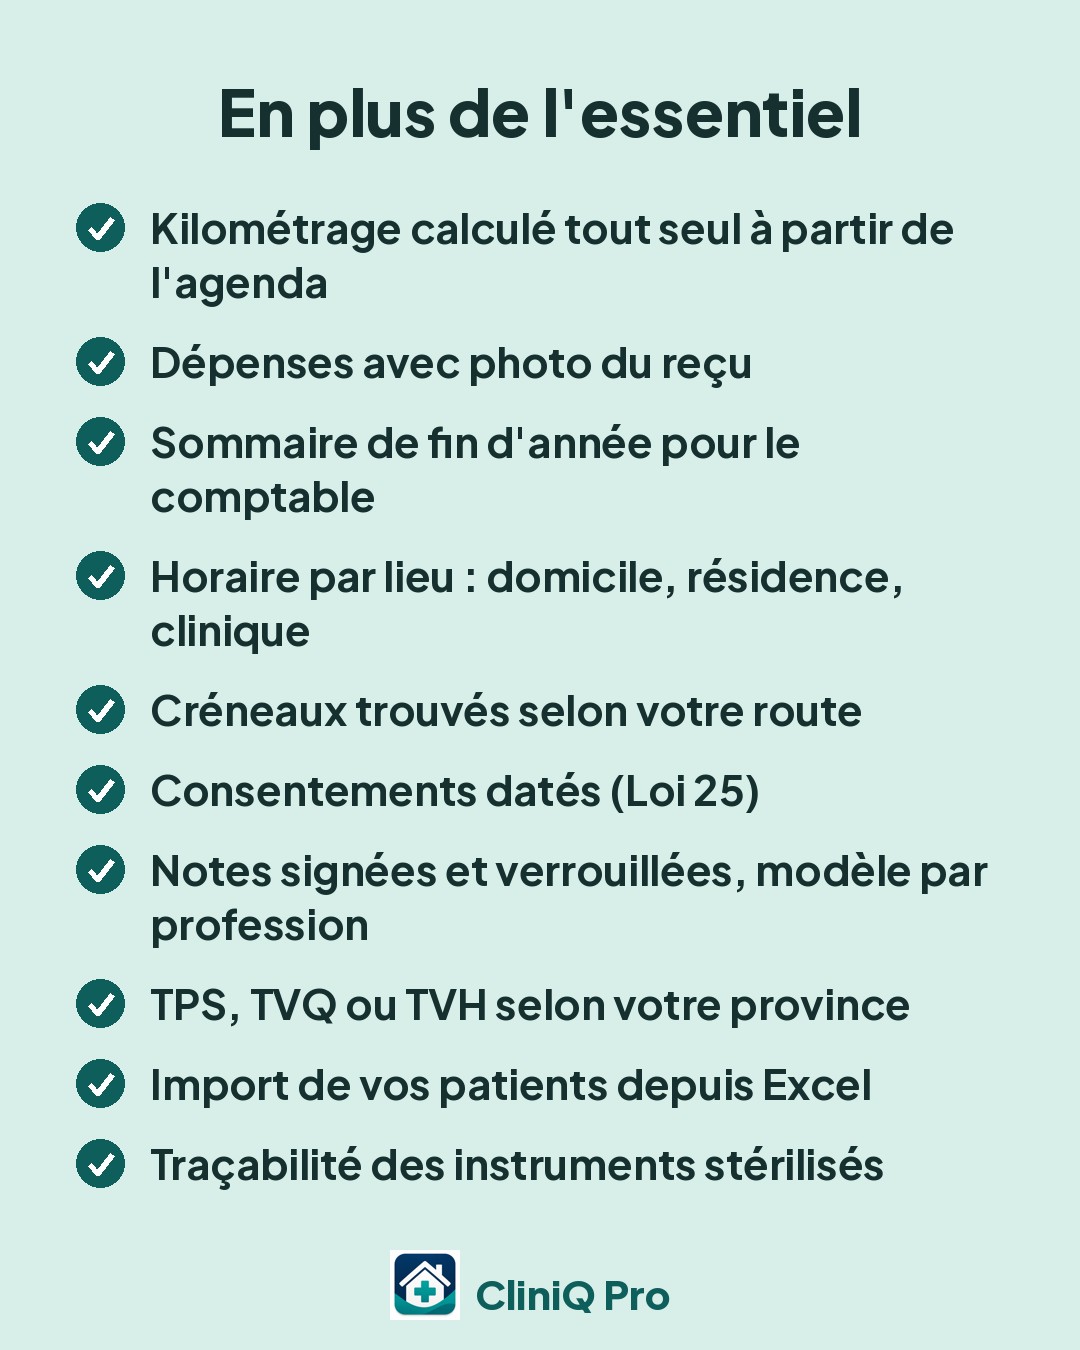 En plus de l'essentiel
Kilométrage calculé tout seul à partir de
l'agenda
Dépenses avec photo du reçu
Sommaire de fin d'année pour le
comptable
Horaire par lieu : domicile, résidence,
clinique
Créneaux trouvés selon votre route
Consentements datés (Loi 25)
Notes signées et verrouillées, modèle par
profession
TPS, TVQ ou TVH selon votre province
Import de vos patients depuis Excel
Traçabilité des instruments stérilisés
CliniQ Pro